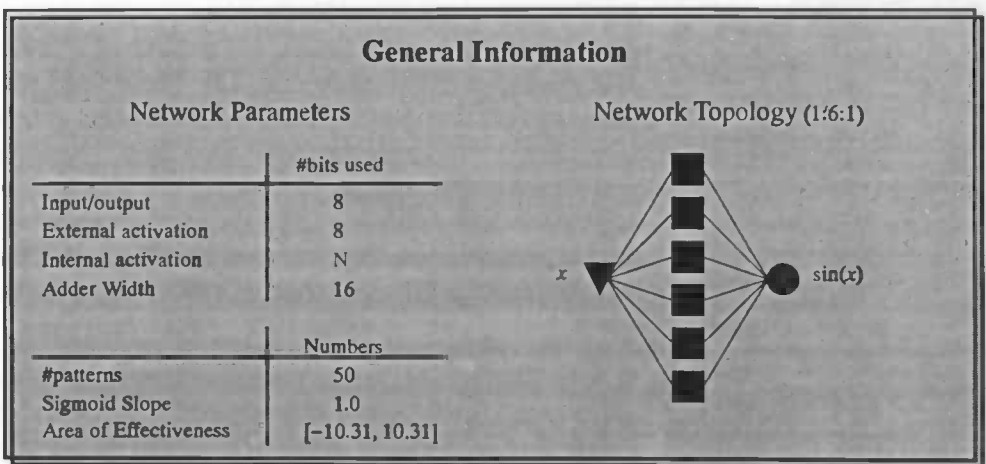 General Information
Network Parameters
#bits used
Input/output 8
External activation 8
Internal activation N
Adder Width 16
Numbers
#patterns 50
Sigmoid Slope 1.0
Area of Effectiveness [−10.31, 10.31]
Network Topology (1:6:1)
x
sin(x)